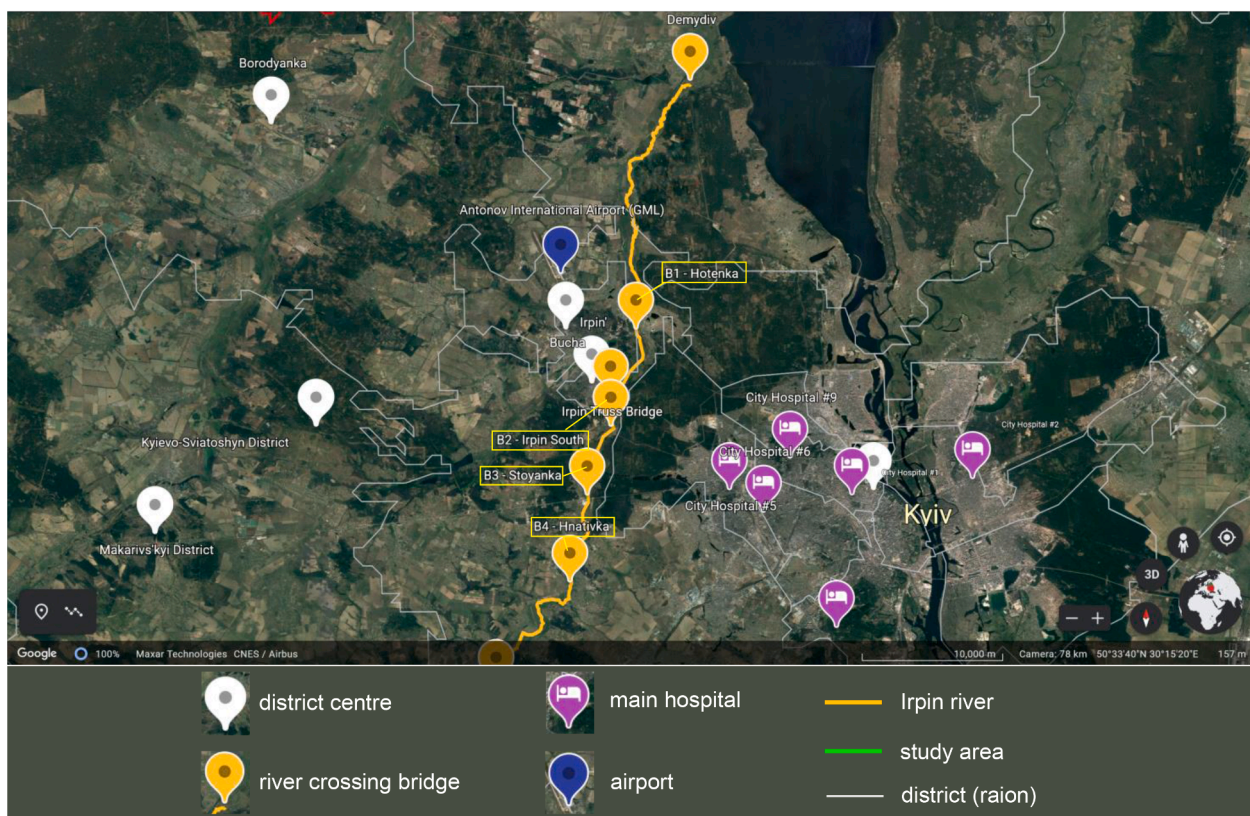 Demydiv
Borodyanka
Antonov International Airport (GML)
B1 - Hotenka
Irpin'
Bucha
Irpin Truss Bridge
City Hospital #9
City Hospital #2
Kyievo-Sviatoshyn District
B2 - Irpin South
City Hospital #6
City Hospital #1
B3 - Stoyanka
City Hospital #5
Kyiv
B4 - Hnativka
Makarivs'kyi District
3D
Google 100% Maxar Technologies CNES / Airbus 10,000 m Camera: 78 km 50°33'40"N 30°15'20"E 157 m
district centre
main hospital
Irpin river
study area
river crossing bridge
airport
district (raion)